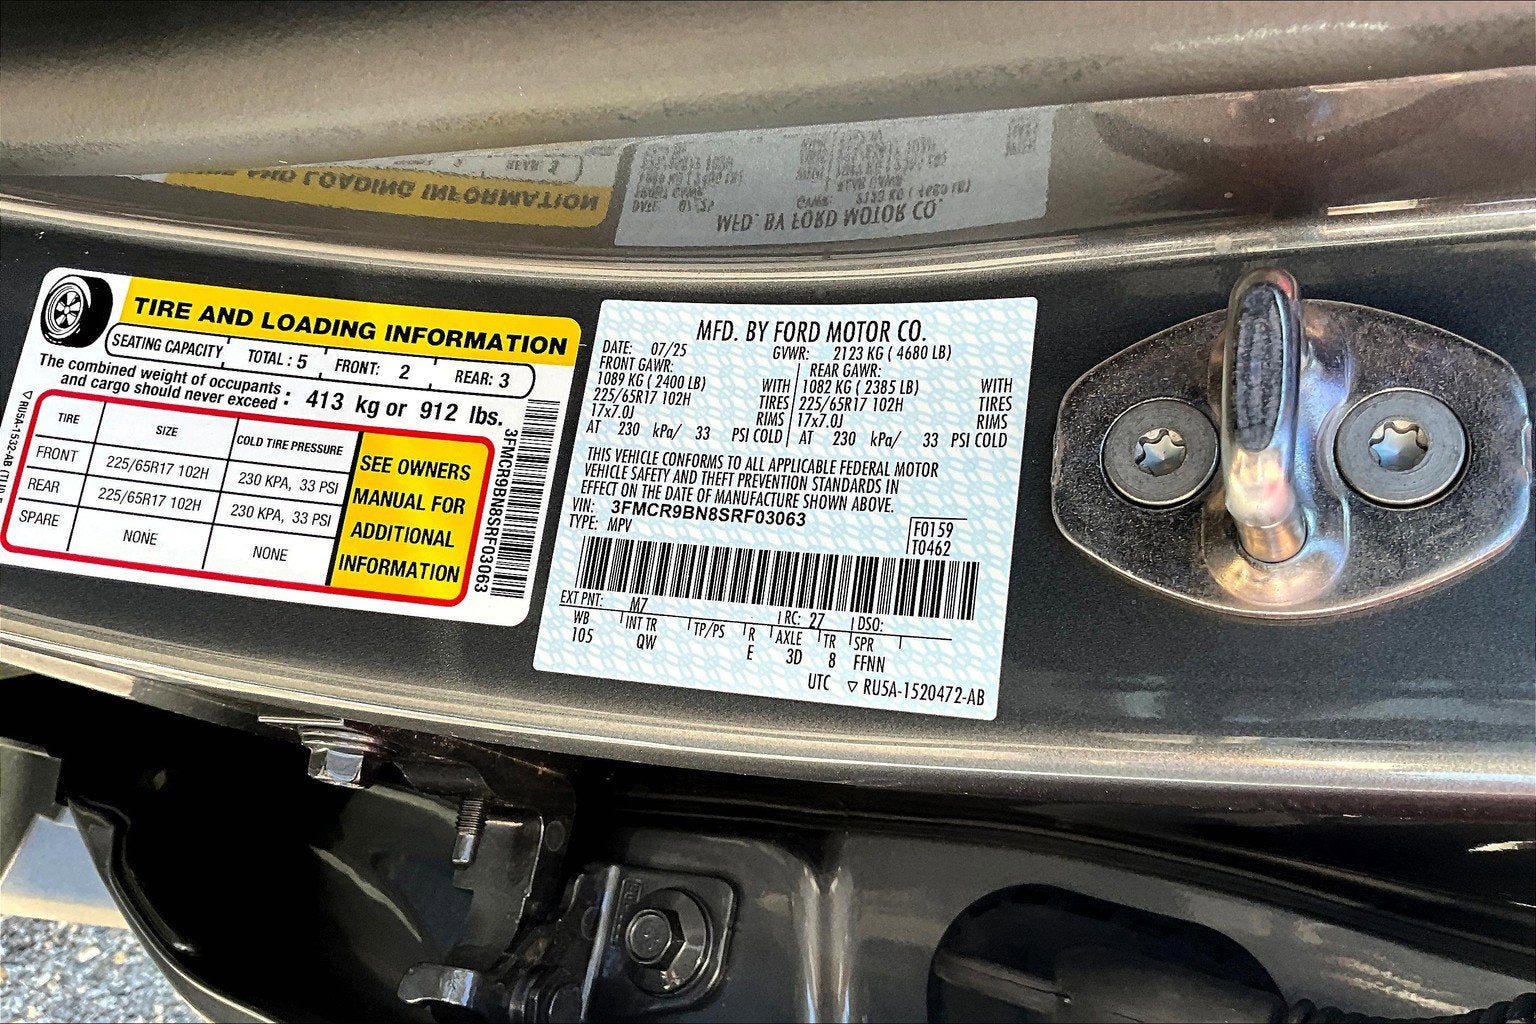 TIRE AND LOADING INFORMATION
SEATING CAPACITY TOTAL : 5 FRONT: 2 REAR: 3
The combined weight of occupants
and cargo should never exceed : 413 kg or 912 lbs.
TIRE SIZE COLD TIRE PRESSURE
FRONT 225/65R17 102H 230 KPA, 33 PSI
REAR 225/65R17 102H 230 KPA, 33 PSI
SPARE NONE NONE
SEE OWNERS
MANUAL FOR
ADDITIONAL
INFORMATION
RU5A-1532-AB
3FMCR9BN8SRF03063
MFD. BY FORD MOTOR CO.
DATE: 07/25 GVWR: 2123 KG ( 4680 LB)
FRONT GAWR: REAR GAWR:
1089 KG ( 2400 LB) WITH 1082 KG ( 2385 LB) WITH
225/65R17 102H TIRES 225/65R17 102H TIRES
17x7.0J RIMS 17x7.0J RIMS
AT 230 kPa/ 33 PSI COLD AT 230 kPa/ 33 PSI COLD
THIS VEHICLE CONFORMS TO ALL APPLICABLE FEDERAL MOTOR
VEHICLE SAFETY AND THEFT PREVENTION STANDARDS IN
EFFECT ON THE DATE OF MANUFACTURE SHOWN ABOVE.
VIN: 3FMCR9BN8SRF03063
TYPE: MPV
F0159
T0462
EXT PNT: M7 RC: 27 DSO:
WB INT TR TP/PS R AXLE TR SPR
105 QW E 3D 8 FFNN
UTC ▽ RU5A-1520472-AB